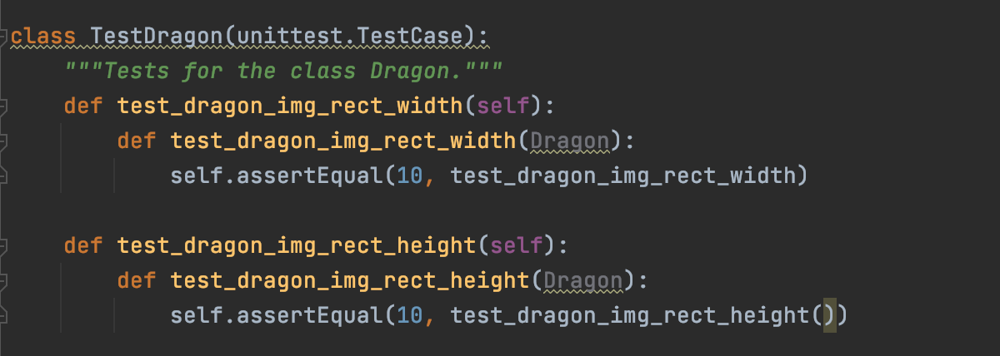 class TestDragon(unittest.TestCase):
    """Tests for the class Dragon."""
    def test_dragon_img_rect_width(self):
        def test_dragon_img_rect_width(Dragon):
            self.assertEqual(10, test_dragon_img_rect_width)

    def test_dragon_img_rect_height(self):
        def test_dragon_img_rect_height(Dragon):
            self.assertEqual(10, test_dragon_img_rect_height())